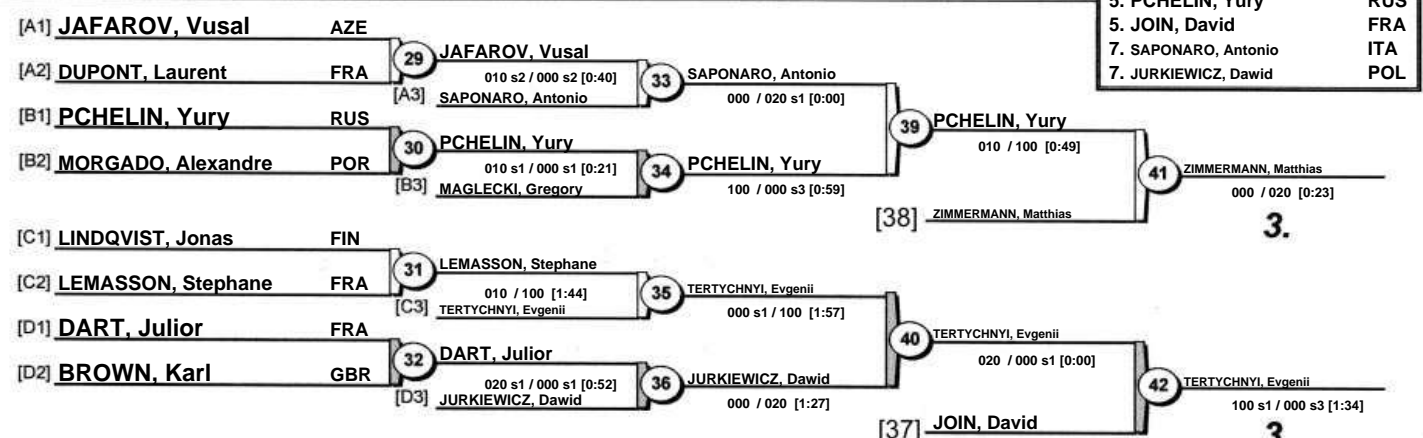 5. PCHELIN, Yury RUS
5. JOIN, David FRA
7. SAPONARO, Antonio ITA
7. JURKIEWICZ, Dawid POL
[A1] JAFAROV, Vusal AZE
[A2] DUPONT, Laurent FRA
29
JAFAROV, Vusal
010 s2 / 000 s2 [0:40]
[A3] SAPONARO, Antonio
33
SAPONARO, Antonio
000 / 020 s1 [0:00]
[B1] PCHELIN, Yury RUS
[B2] MORGADO, Alexandre POR
30
PCHELIN, Yury
010 s1 / 000 s1 [0:21]
[B3] MAGLECKI, Gregory
34
PCHELIN, Yury
100 / 000 s3 [0:59]
39
PCHELIN, Yury
010 / 100 [0:49]
[38] ZIMMERMANN, Matthias
41
ZIMMERMANN, Matthias
000 / 020 [0:23]
3.
[C1] LINDQVIST, Jonas FIN
[C2] LEMASSON, Stephane FRA
31
LEMASSON, Stephane
010 / 100 [1:44]
[C3] TERTYCHNYI, Evgenii
35
TERTYCHNYI, Evgenii
000 s1 / 100 [1:57]
[D1] DART, Julior FRA
[D2] BROWN, Karl GBR
32
DART, Julior
020 s1 / 000 s1 [0:52]
[D3] JURKIEWICZ, Dawid
36
JURKIEWICZ, Dawid
000 / 020 [1:27]
40
TERTYCHNYI, Evgenii
020 / 000 s1 [0:00]
[37] JOIN, David
42
TERTYCHNYI, Evgenii
100 s1 / 000 s3 [1:34]
3.